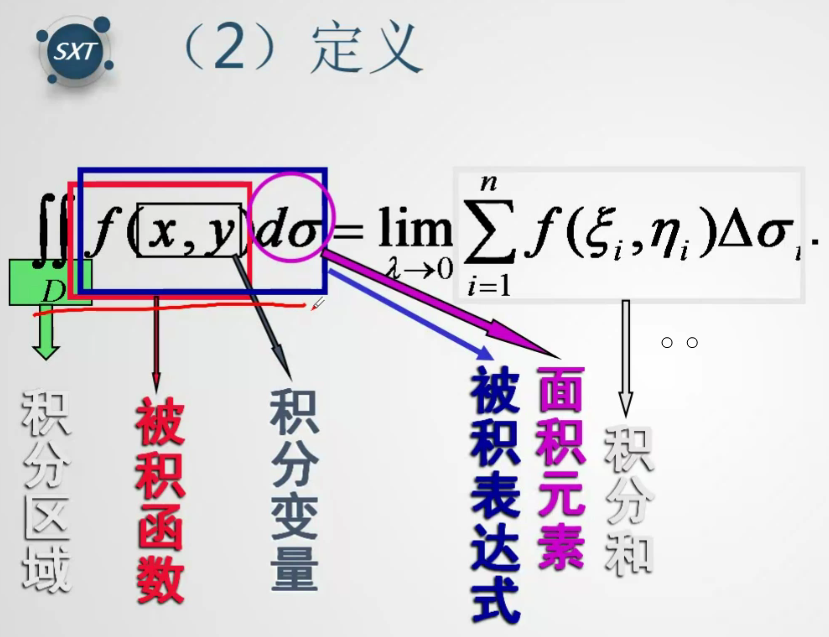 SXT
（2）定义
∬_D f(x,y)dσ = lim_{λ→0} ∑_{i=1}^{n} f(ξ_i,η_i)Δσ_i.
积分区域
被积函数
积分变量
被积表达式
面积元素
积分和